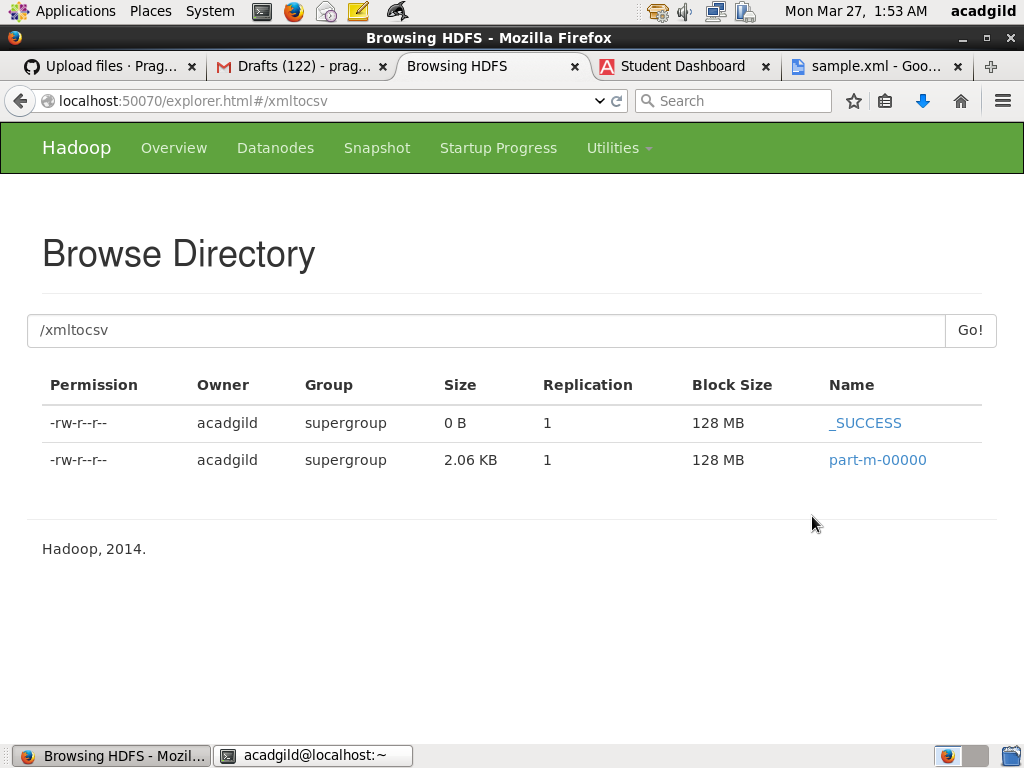 Applications Places System Mon Mar 27, 1:53 AM acadgild
Browsing HDFS - Mozilla Firefox
Upload files · Prag... Drafts (122) - prag... Browsing HDFS Student Dashboard sample.xml - Goo...
localhost:50070/explorer.html#/xmltocsv Search
Hadoop Overview Datanodes Snapshot Startup Progress Utilities
Browse Directory
/xmltocsv Go!
Permission Owner Group Size Replication Block Size Name
-rw-r--r-- acadgild supergroup 0 B 1 128 MB _SUCCESS
-rw-r--r-- acadgild supergroup 2.06 KB 1 128 MB part-m-00000
Hadoop, 2014.
Browsing HDFS - Mozil... acadgild@localhost:~